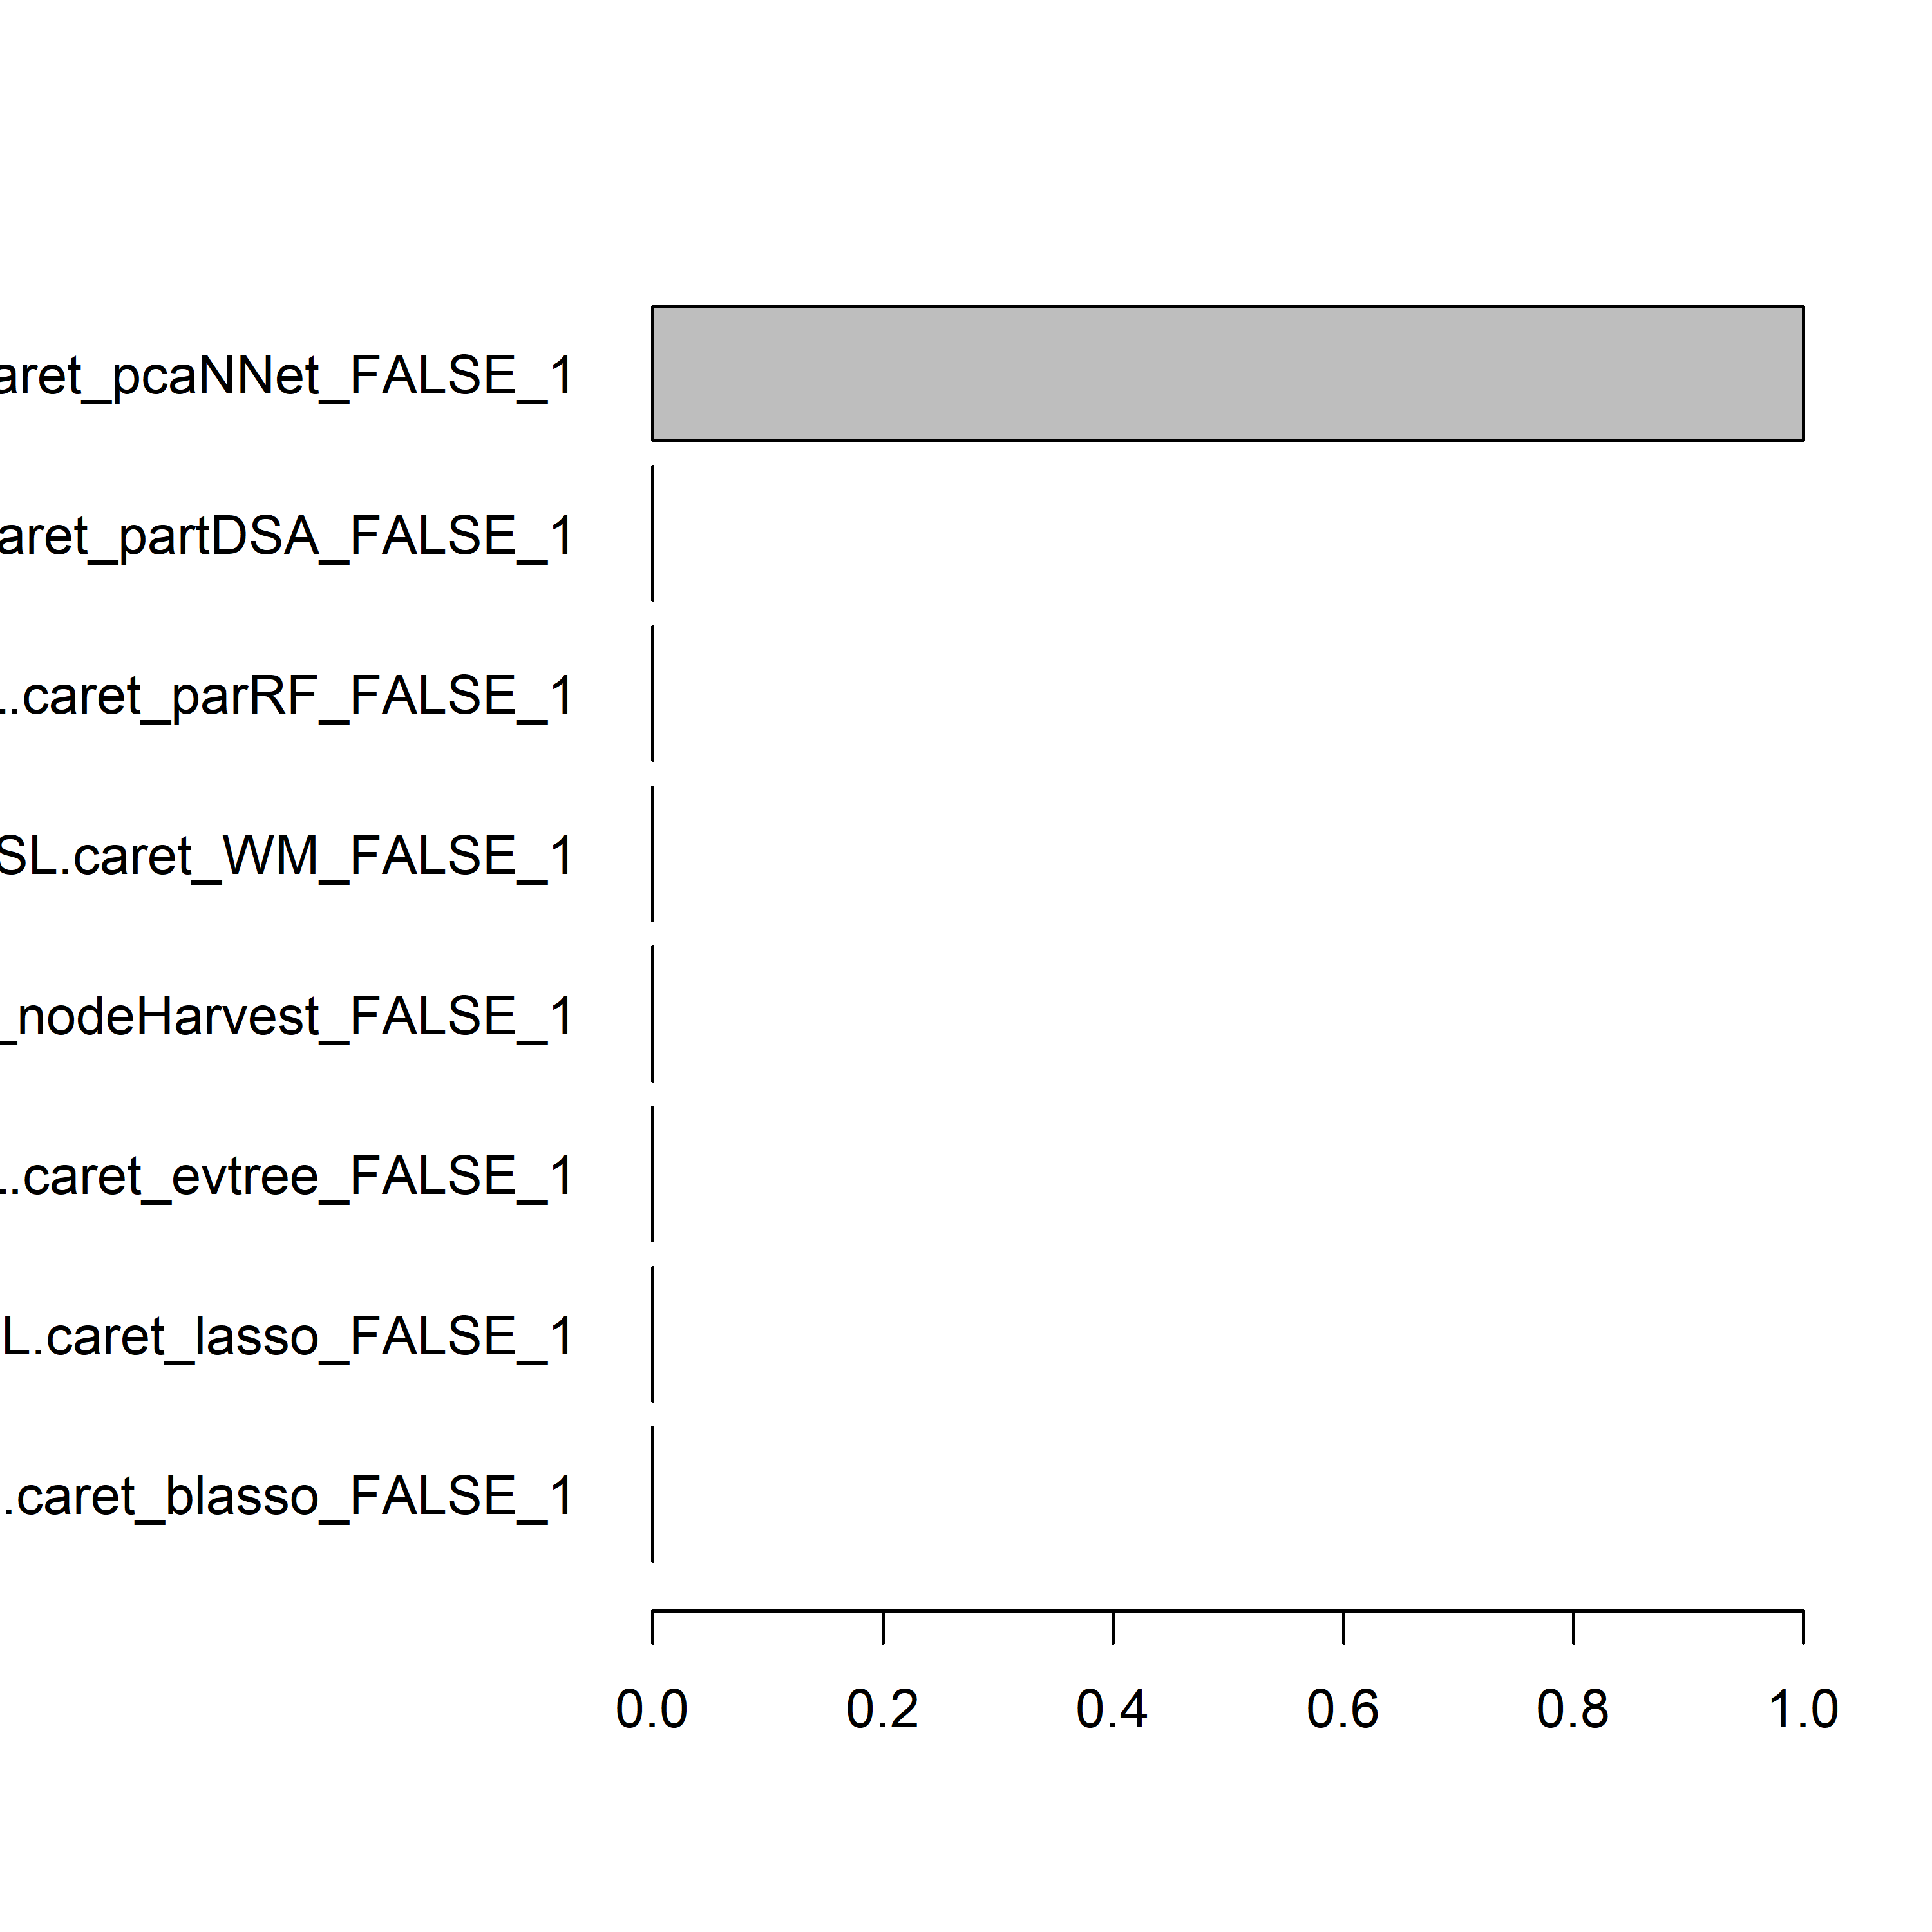 aret_pcaNNet_FALSE_1
aret_partDSA_FALSE_1
.caret_parRF_FALSE_1
SL.caret_WM_FALSE_1
_nodeHarvest_FALSE_1
.caret_evtree_FALSE_1
L.caret_lasso_FALSE_1
.caret_blasso_FALSE_1
0.0 0.2 0.4 0.6 0.8 1.0